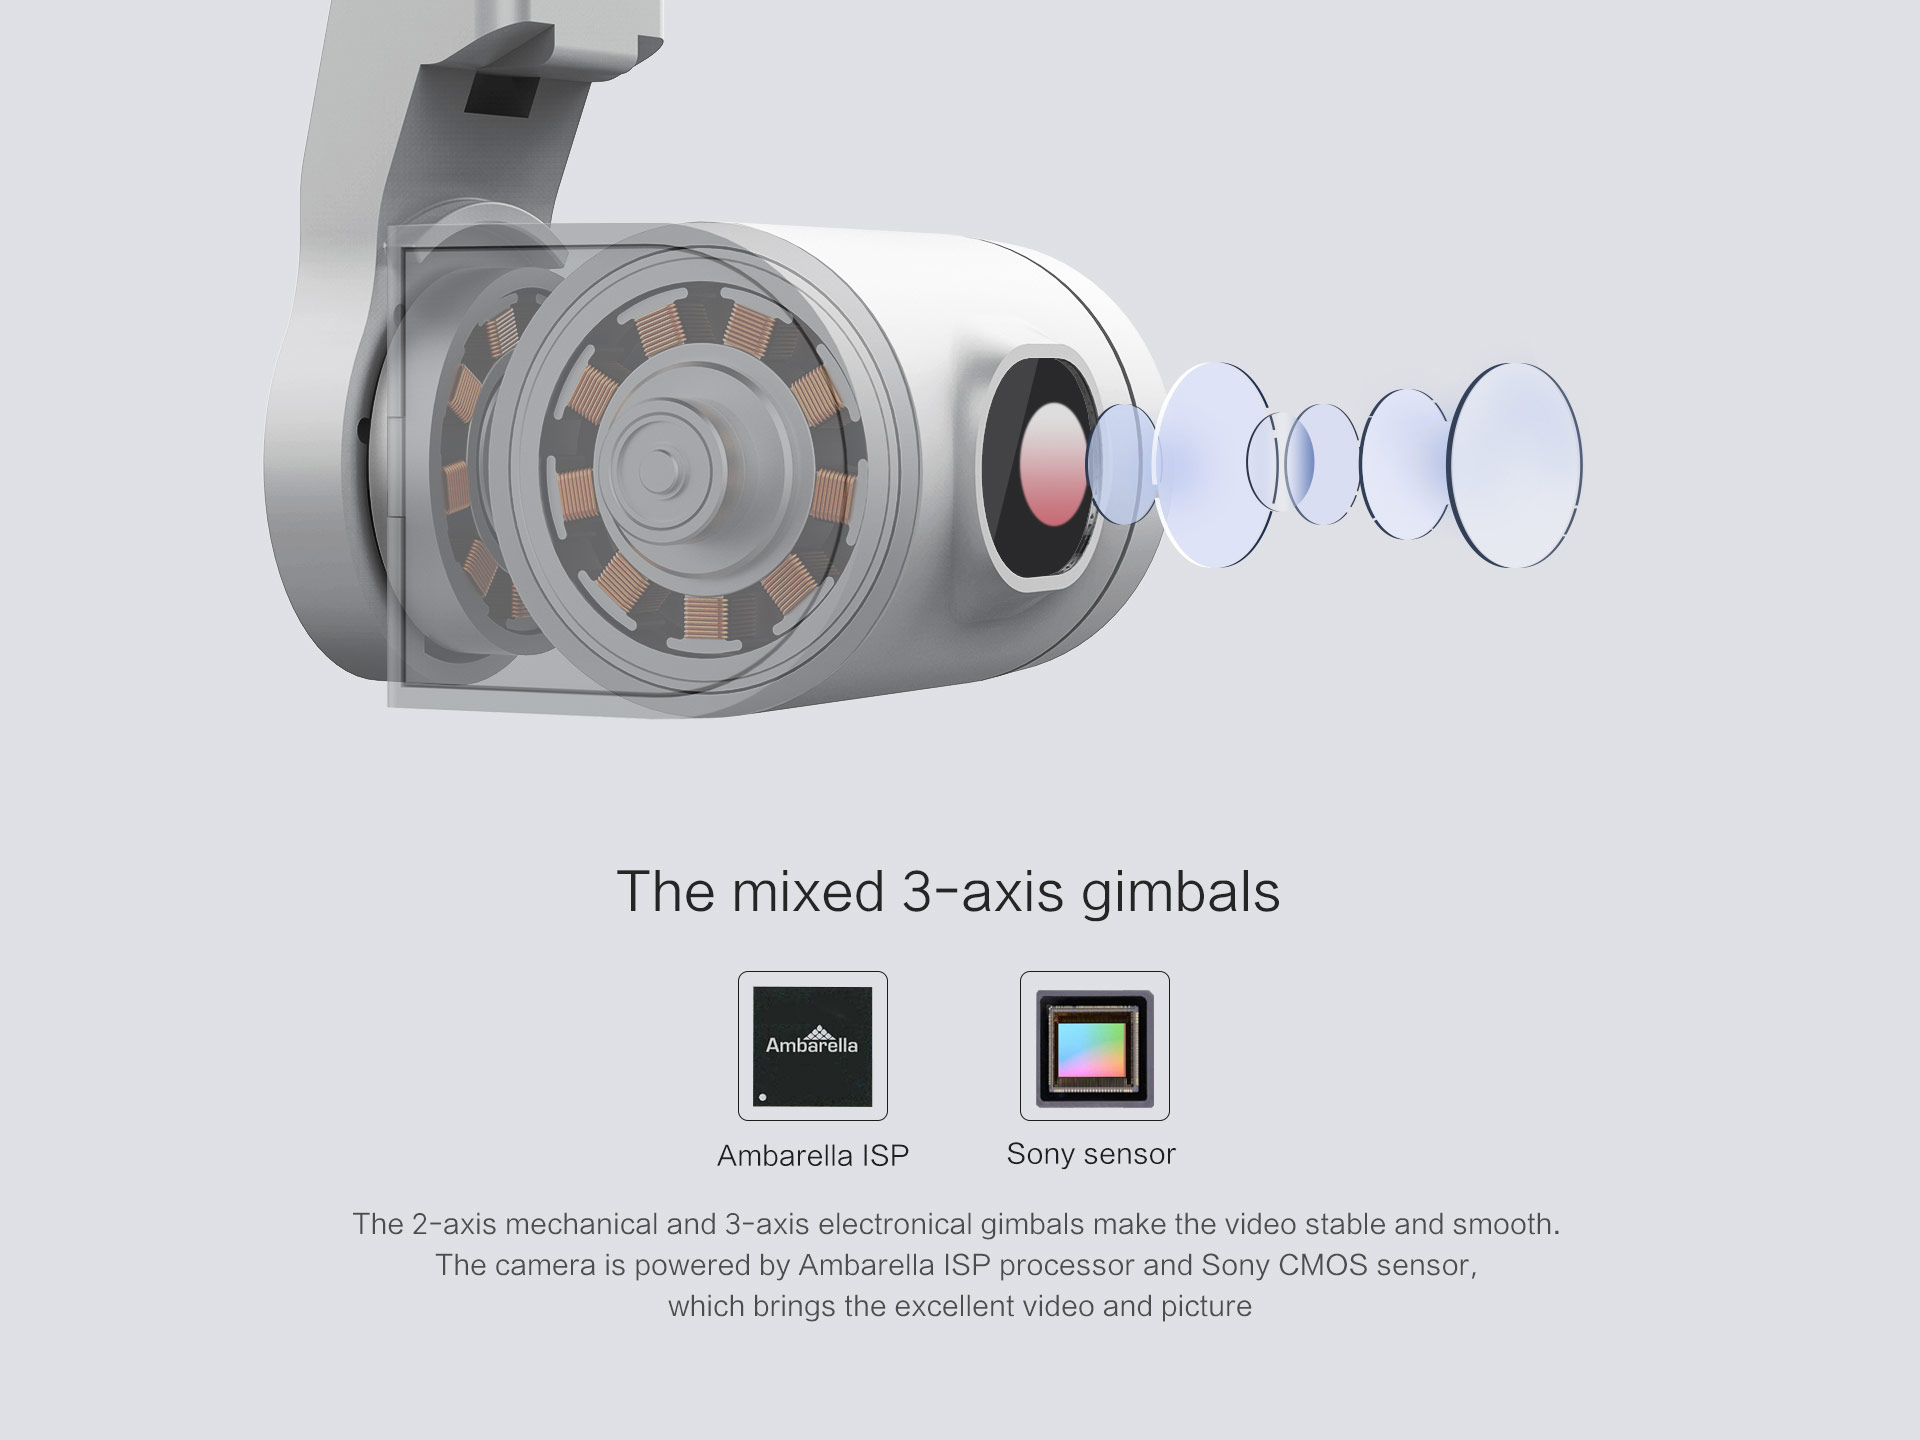 The mixed 3-axis gimbals
Ambarella
Ambarella ISP
Sony sensor
The 2-axis mechanical and 3-axis electronical gimbals make the video stable and smooth.
The camera is powered by Ambarella ISP processor and Sony CMOS sensor,
which brings the excellent video and picture